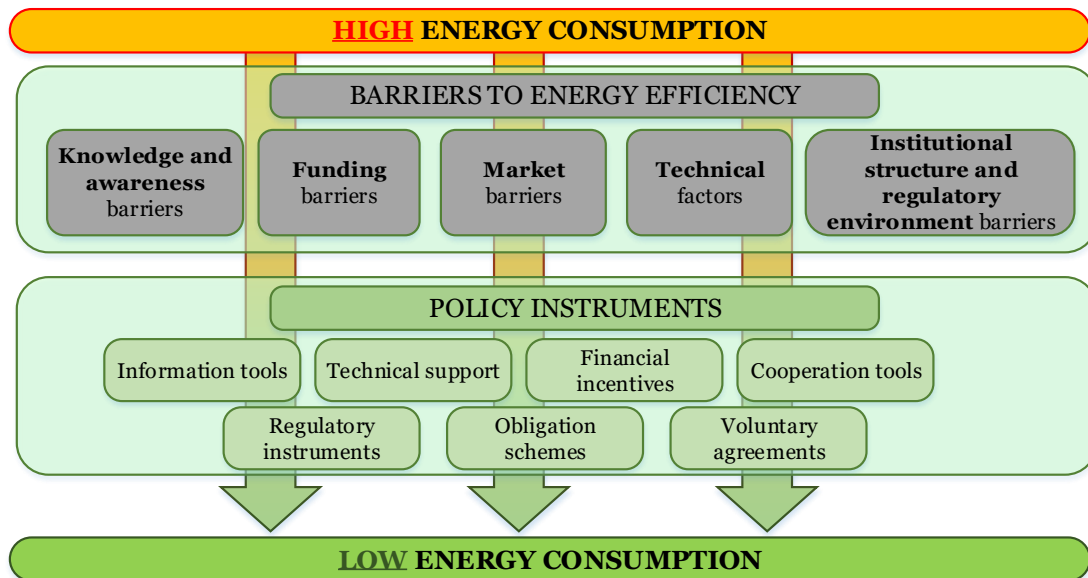 HIGH ENERGY CONSUMPTION
BARRIERS TO ENERGY EFFICIENCY
Knowledge and
awareness
barriers
Funding
barriers
Market
barriers
Technical
factors
Institutional
structure and
regulatory
environment barriers
POLICY INSTRUMENTS
Information tools
Technical support
Financial
incentives
Cooperation tools
Regulatory
instruments
Obligation
schemes
Voluntary
agreements
LOW ENERGY CONSUMPTION